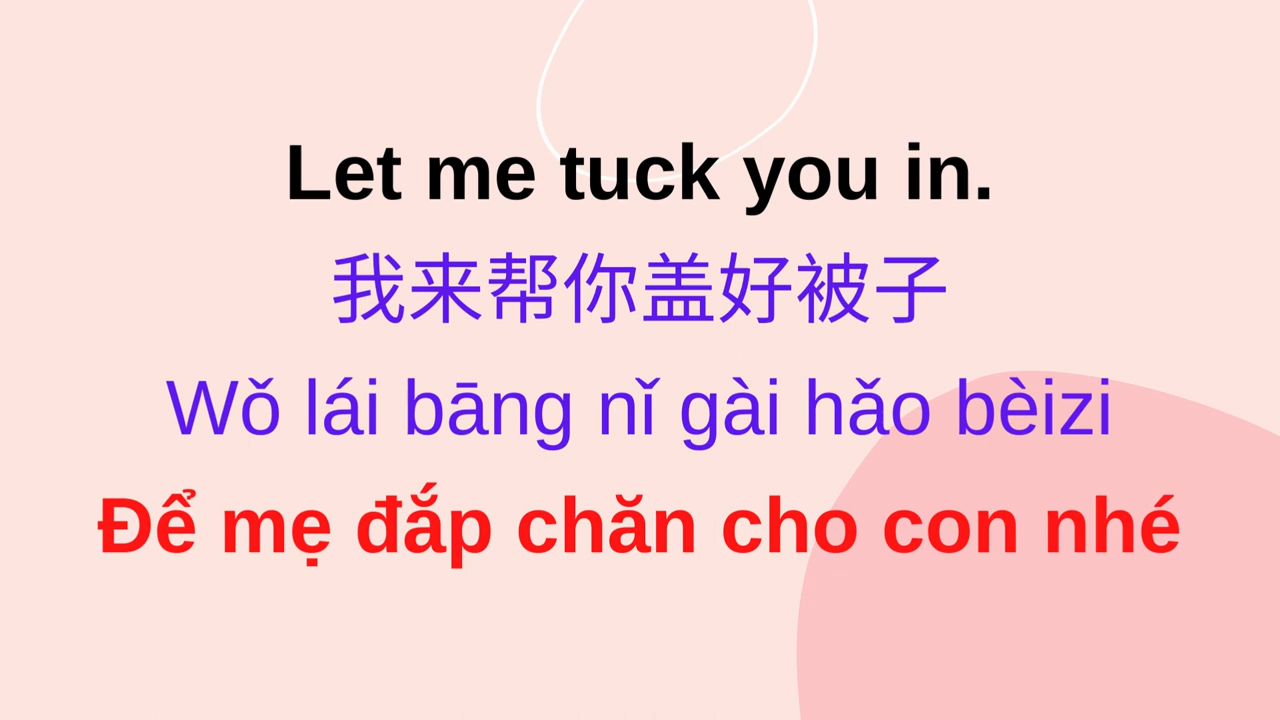 Let me tuck you in.
我来帮你盖好被子
Wǒ lái bāng nǐ gài hǎo bèizi
Để mẹ đắp chăn cho con nhé